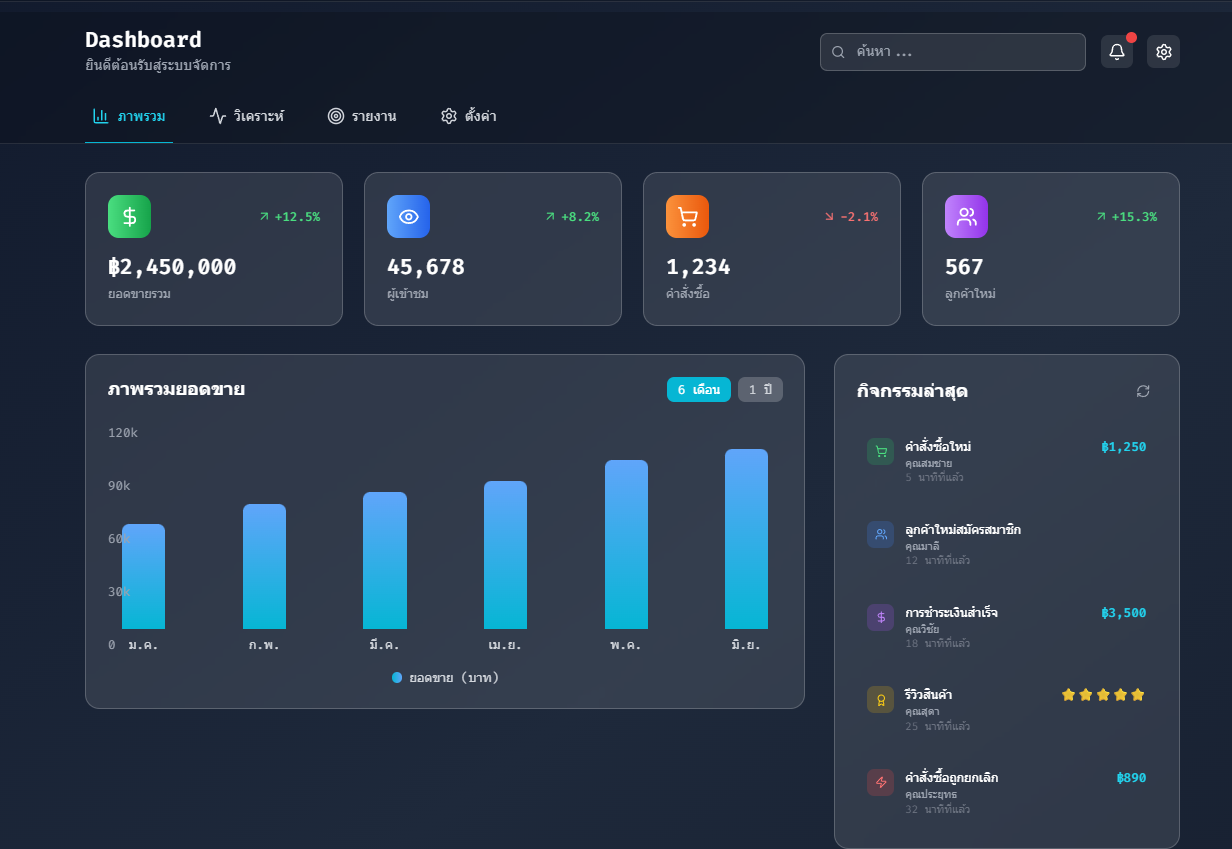 Dashboard
ยินดีต้อนรับสู่ระบบจัดการ
ค้นหา ...
ภาพรวม
วิเคราะห์
รายงาน
ตั้งค่า
+12.5%
฿2,450,000
ยอดขายรวม
+8.2%
45,678
ผู้เข้าชม
-2.1%
1,234
คำสั่งซื้อ
+15.3%
567
ลูกค้าใหม่
ภาพรวมยอดขาย
6 เดือน
1 ปี
120k
90k
60k
30k
0
ม.ค.
ก.พ.
มี.ค.
เม.ย.
พ.ค.
มิ.ย.
ยอดขาย (บาท)
กิจกรรมล่าสุด
คำสั่งซื้อใหม่
฿1,250
คุณสมชาย
5 นาทีที่แล้ว
ลูกค้าใหม่สมัครสมาชิก
คุณมาลี
12 นาทีที่แล้ว
การชำระเงินสำเร็จ
฿3,500
คุณวิชัย
18 นาทีที่แล้ว
รีวิวสินค้า
คุณสุดา
25 นาทีที่แล้ว
คำสั่งซื้อถูกยกเลิก
฿890
คุณประยุทธ
32 นาทีที่แล้ว